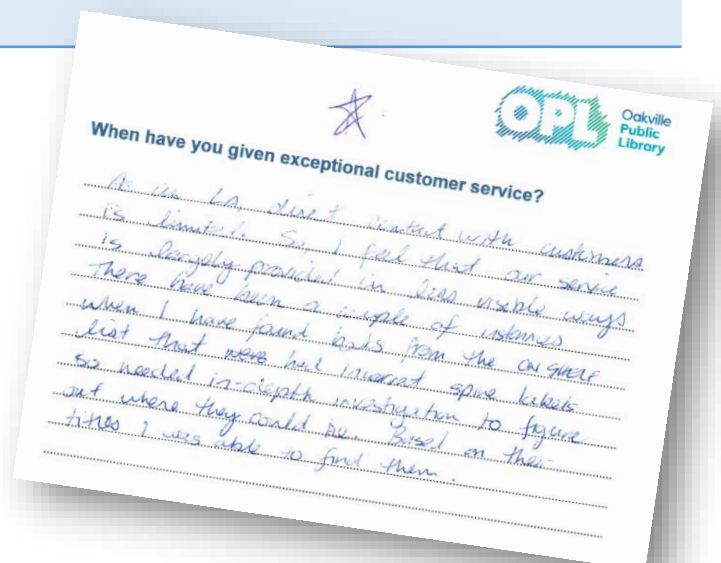 OPL Oakville
Public
Library
When have you given exceptional customer service?
As an LA, direct contact with customers
is limited. So, I feel that our service
is largely provided in less visible ways
There have been a couple of instances
when I have found books from the ON SHELF
list that were had incorrect spine labels
so needed in-depth investigation to figure
out where they could be. Based on their
titles I was able to find them.